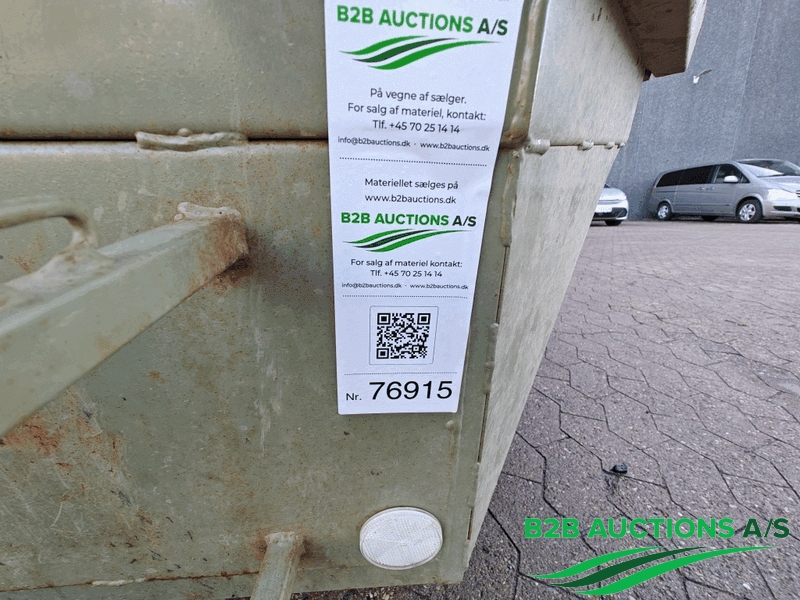 B2B AUCTIONS A/S
På vegne af sælger.
For salg af materiel, kontakt:
Tlf. +45 70 25 14 14
info@b2bauctions.dk · www.b2bauctions.dk
Materiellet sælges på
www.b2bauctions.dk
B2B AUCTIONS A/S
For salg af materiel kontakt:
Tlf. +45 70 25 14 14
info@b2bauctions.dk · www.b2bauctions.dk
Nr. 76915
B2B AUCTIONS A/S